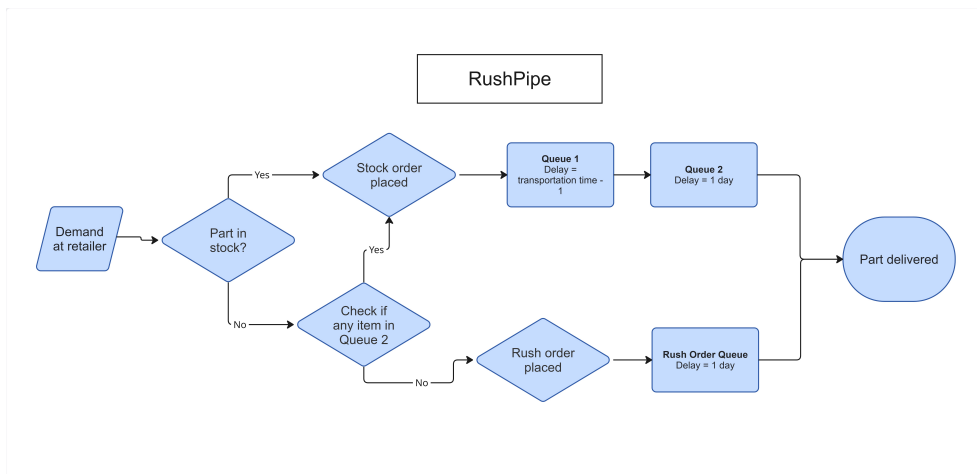 RushPipe
Demand
at retailer
Part in
stock?
Yes
No
Stock order
placed
Yes
Check if
any item in
Queue 2
No
Rush order
placed
Queue 1
Delay =
transportation time -
1
Queue 2
Delay = 1 day
Rush Order Queue
Delay = 1 day
Part delivered